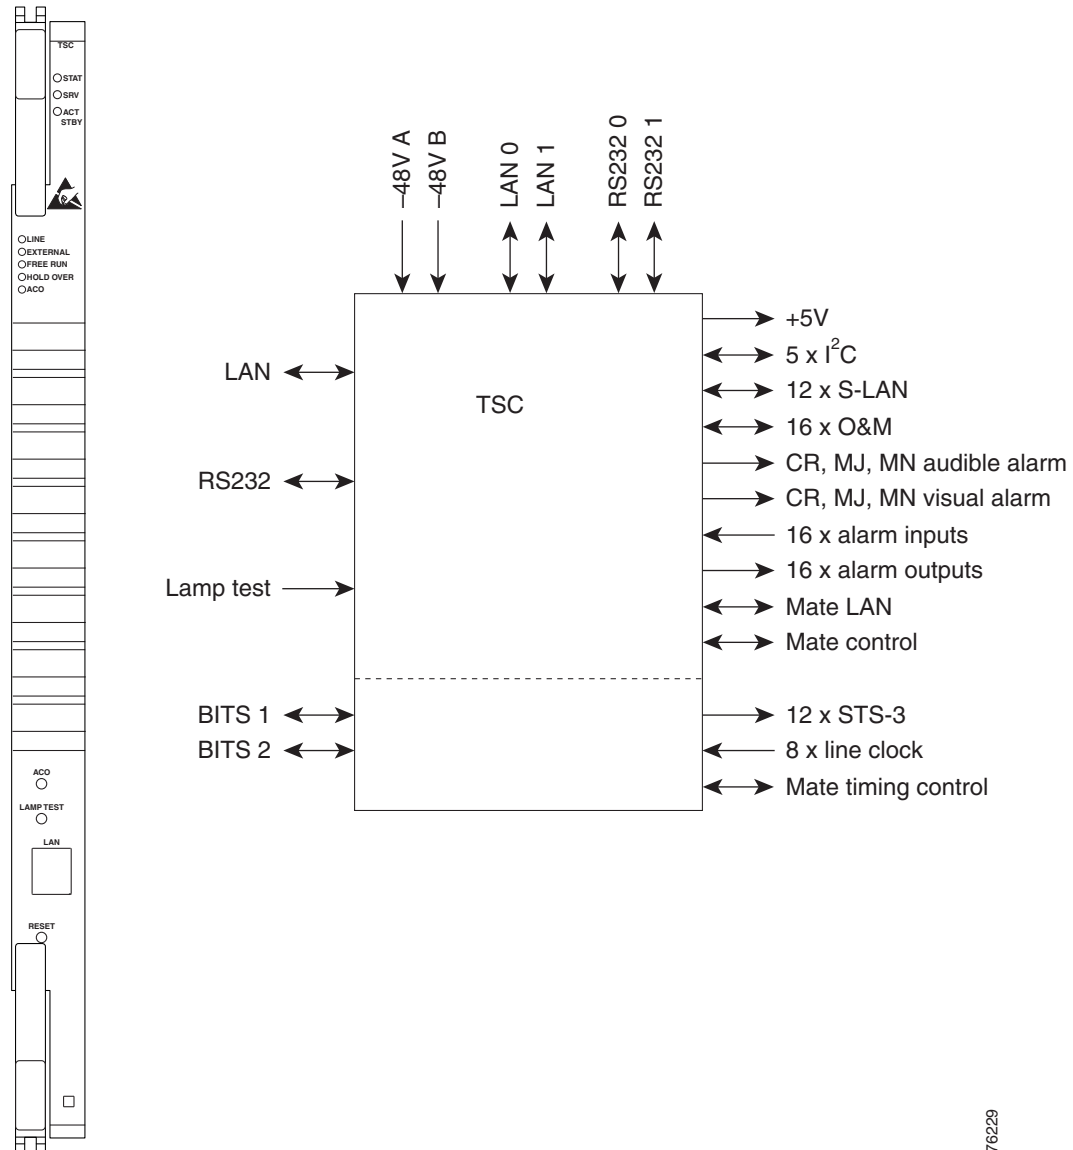 TSC
STAT
SRV
ACT
STBY
LINE
EXTERNAL
FREE RUN
HOLD OVER
ACO
ACO
LAMP TEST
LAN
RESET
–48V A
–48V B
LAN 0
LAN 1
RS232 0
RS232 1
LAN
RS232
Lamp test
BITS 1
BITS 2
TSC
+5V
5 x I²C
12 x S-LAN
16 x O&M
CR, MJ, MN audible alarm
CR, MJ, MN visual alarm
16 x alarm inputs
16 x alarm outputs
Mate LAN
Mate control
12 x STS-3
8 x line clock
Mate timing control
76229